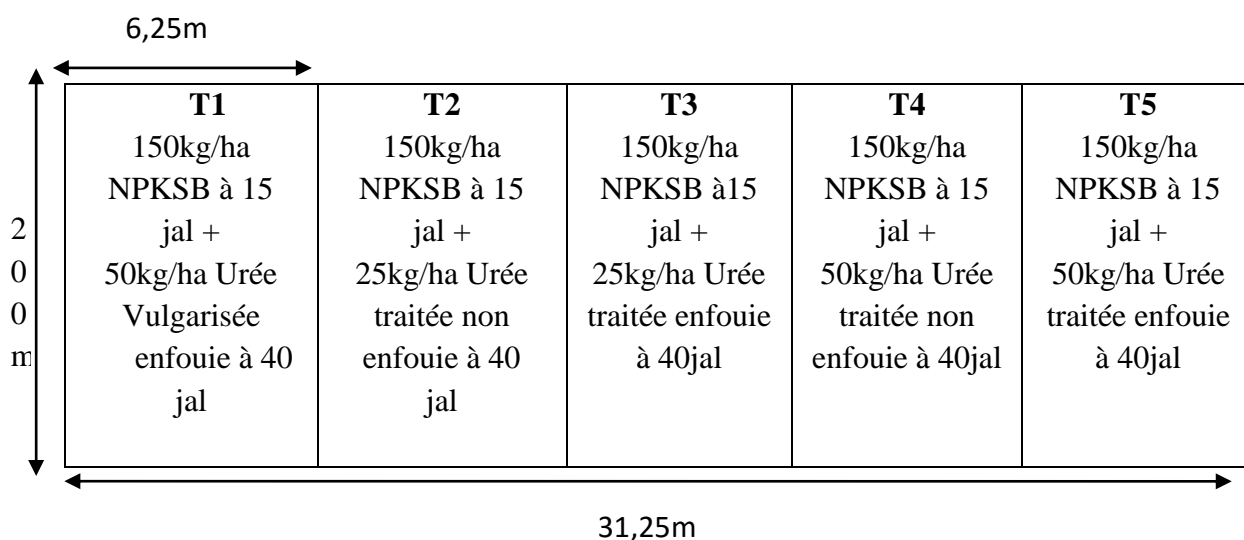 6,25m
200m
T1
150kg/ha
NPKSB à 15
jal +
50kg/ha Urée
Vulgarisée
enfouie à 40
jal
T2
150kg/ha
NPKSB à 15
jal +
25kg/ha Urée
traitée non
enfouie à 40
jal
T3
150kg/ha
NPKSB à15
jal +
25kg/ha Urée
traitée enfouie
à 40jal
T4
150kg/ha
NPKSB à 15
jal +
50kg/ha Urée
traitée non
enfouie à 40jal
T5
150kg/ha
NPKSB à 15
jal +
50kg/ha Urée
traitée enfouie
à 40jal
31,25m